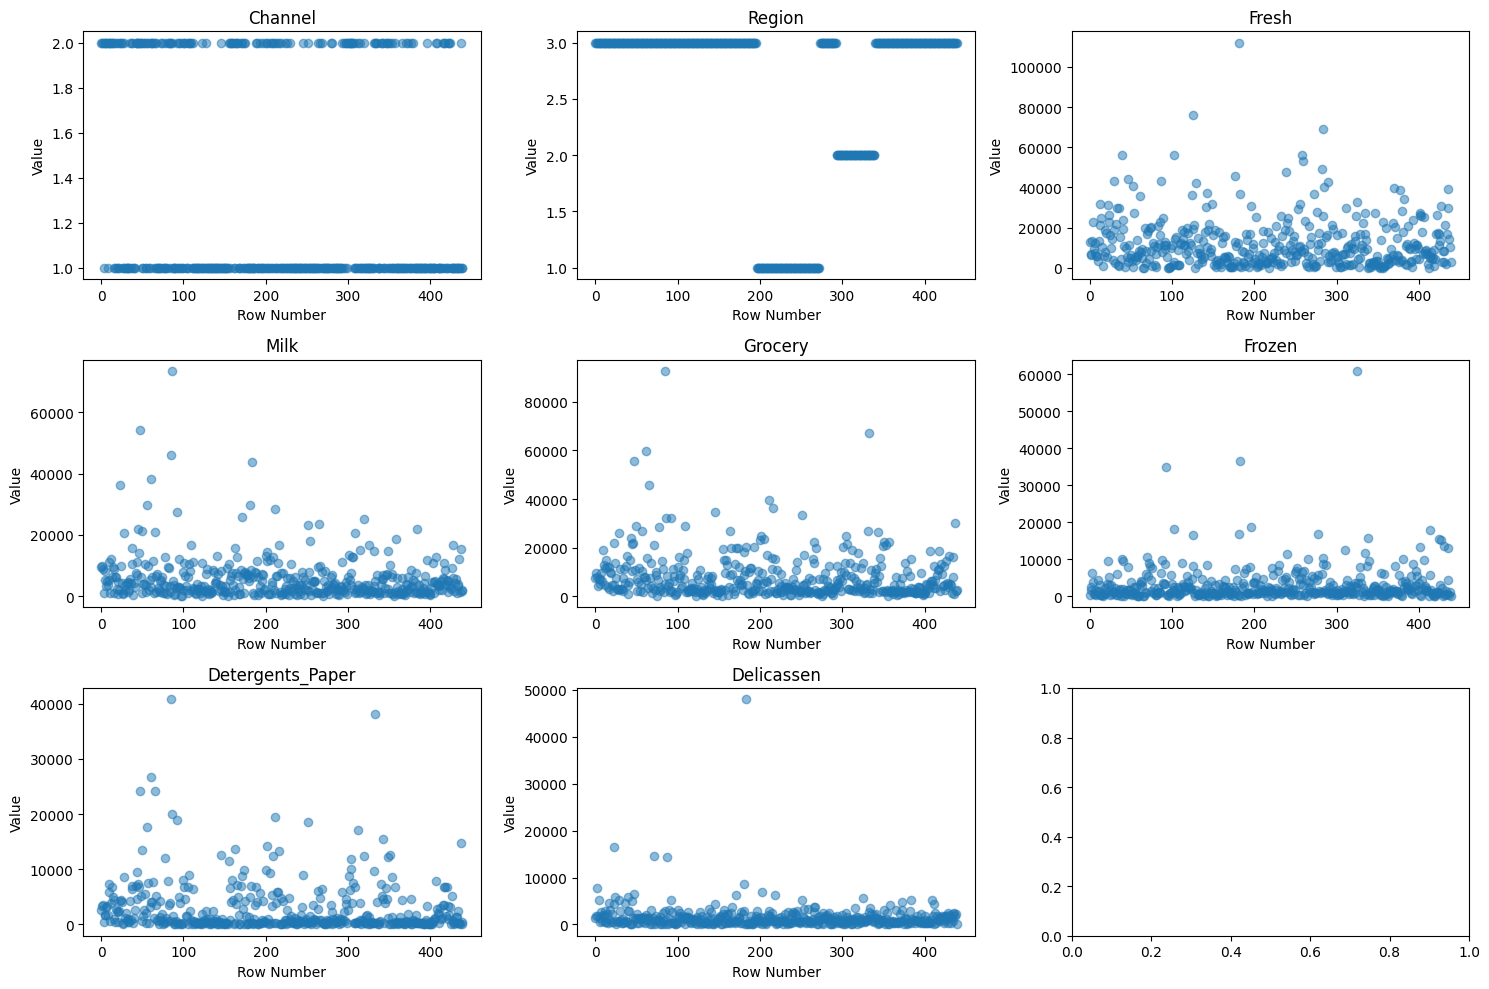 Channel
Value
2.0
1.8
1.6
1.4
1.2
1.0
0 100 200 300 400
Row Number
Region
Value
3.0
2.5
2.0
1.5
1.0
0 100 200 300 400
Row Number
Fresh
Value
100000
80000
60000
40000
20000
0
0 100 200 300 400
Row Number
Milk
Value
60000
40000
20000
0
0 100 200 300 400
Row Number
Grocery
Value
80000
60000
40000
20000
0
0 100 200 300 400
Row Number
Frozen
Value
60000
50000
40000
30000
20000
10000
0
0 100 200 300 400
Row Number
Detergents_Paper
Value
40000
30000
20000
10000
0
0 100 200 300 400
Row Number
Delicassen
Value
50000
40000
30000
20000
10000
0
0 100 200 300 400
Row Number
1.0
0.8
0.6
0.4
0.2
0.0
0.0 0.2 0.4 0.6 0.8 1.0